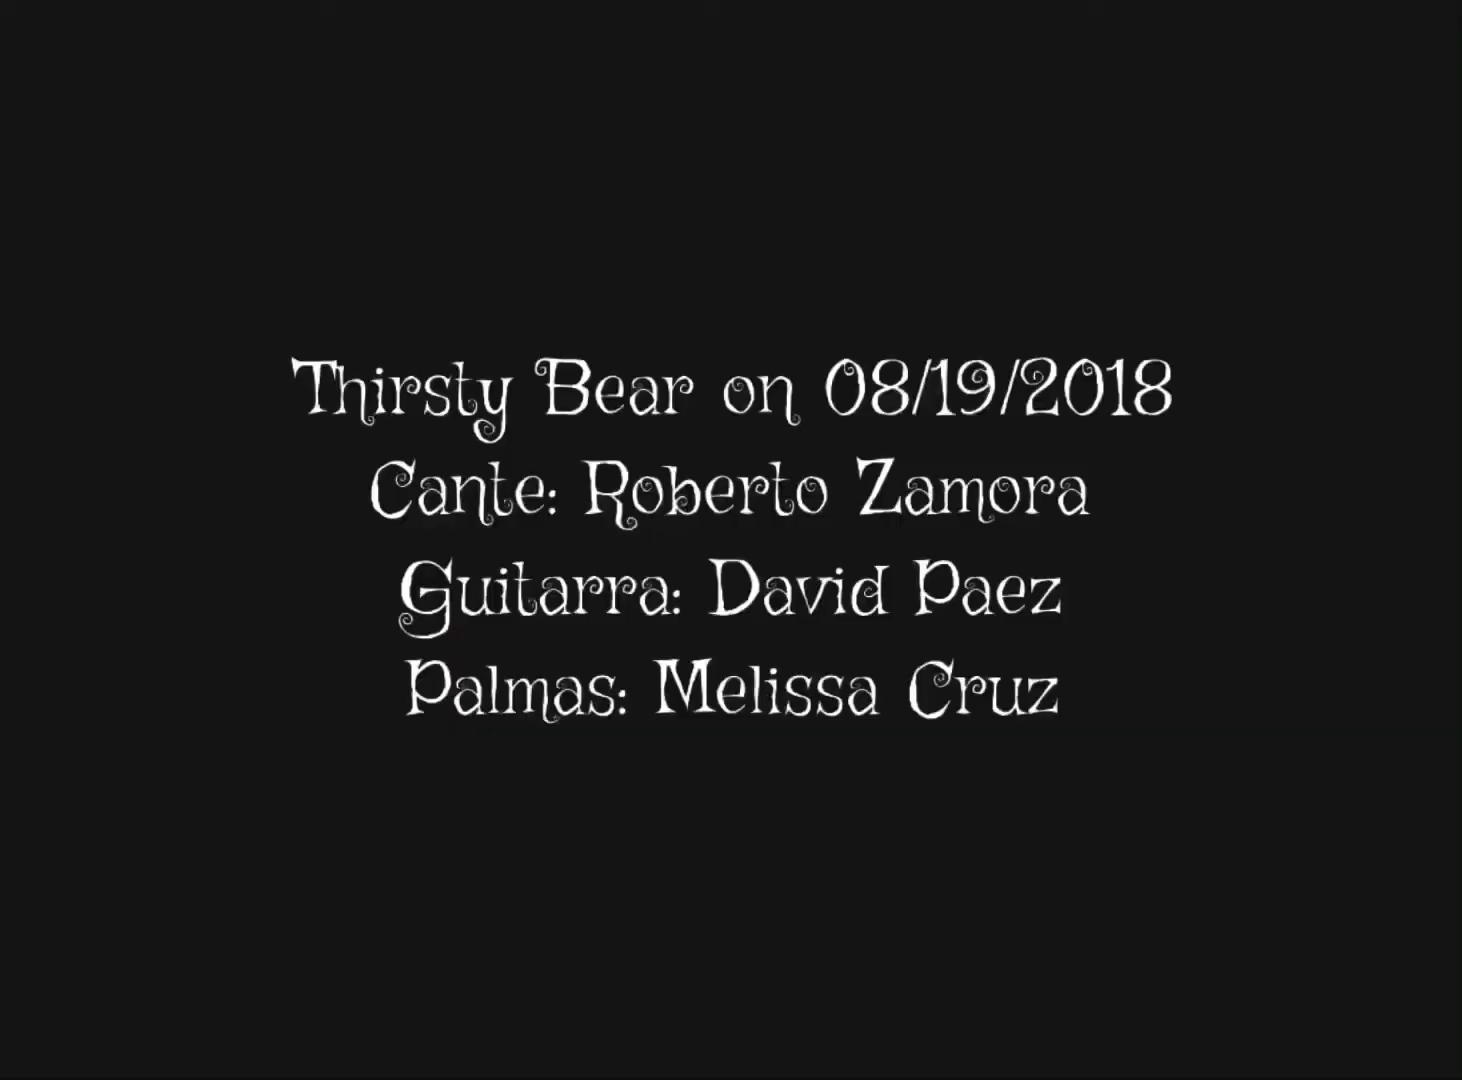 Thirsty Bear on 08/19/2018
Cante: Roberto Zamora
Guitarra: David Paez
Palmas: Melissa Cruz